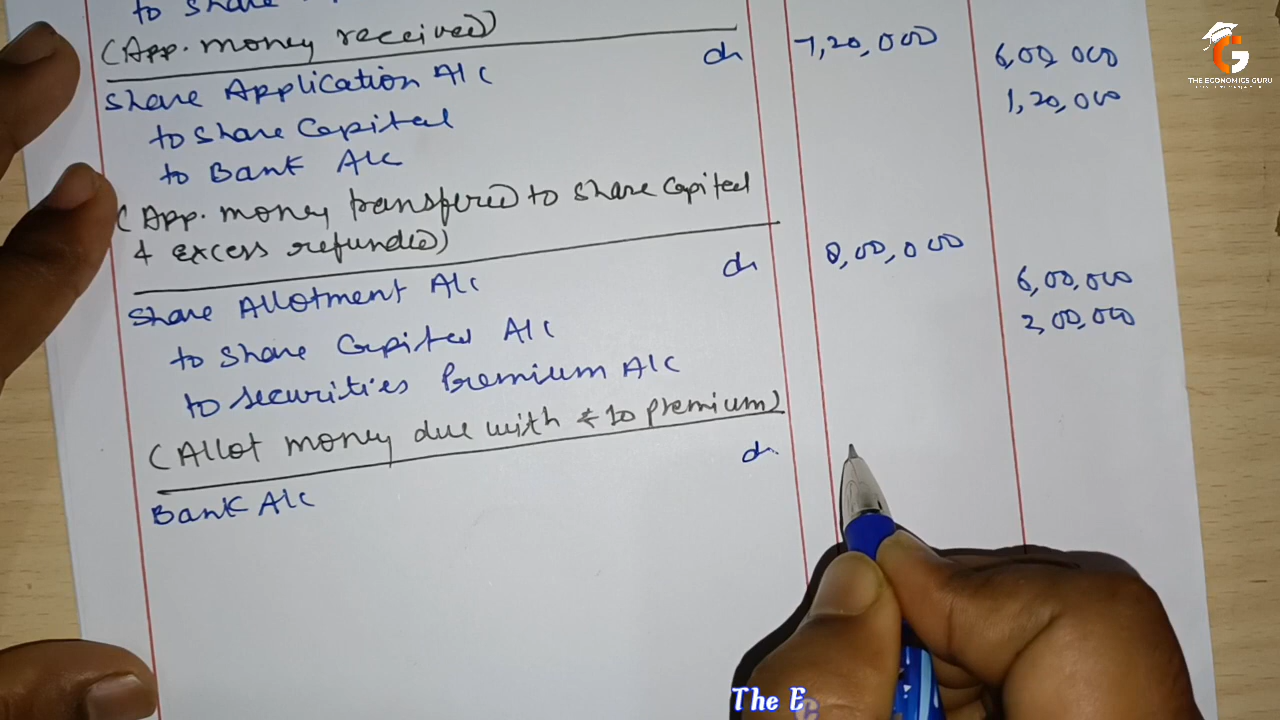 to Share
(App. money received)
Share Application A/c dr 7,20,000
to Share Capital 6,00,000
to Bank A/c 1,20,000
(App. money transfered to Share Capital
& excess refunded)
Share Allotment A/c dr 8,00,000
to Share Capital A/c 6,00,000
to Securities Premium A/c 2,00,000
(Allot money due with ₹ 10 premium)
Bank A/c dr
G
THE ECONOMICS GURU
The E